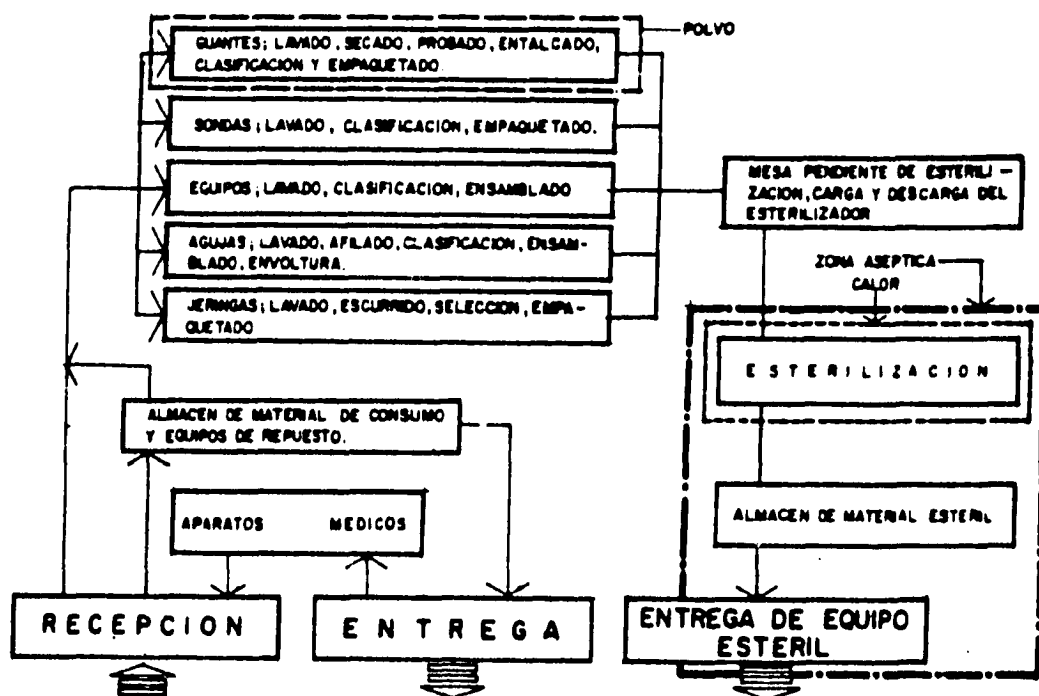 POLVO
GUANTES; LAVADO, SECADO, PROBADO, ENTALCADO,
CLASIFICACION Y EMPAQUETADO.
SONDAS; LAVADO, CLASIFICACION, EMPAQUETADO.
EQUIPOS; LAVADO, CLASIFICACION, ENSAMBLADO
AGUJAS; LAVADO, AFILADO, CLASIFICACION, ENSAM-
BLADO, ENVOLTURA.
JERINGAS; LAVADO, ESCURRIDO, SELECCION, EMPA-
QUETADO
MESA PENDIENTE DE ESTERILI-
ZACION, CARGA Y DESCARGA DEL
ESTERILIZADOR
ZONA ASEPTICA
CALOR
ESTERILIZACION
ALMACEN DE MATERIAL DE CONSUMO
Y EQUIPOS DE REPUESTO.
APARATOS MEDICOS
ALMACEN DE MATERIAL ESTERIL
RECEPCION
ENTREGA
ENTREGA DE EQUIPO
ESTERIL